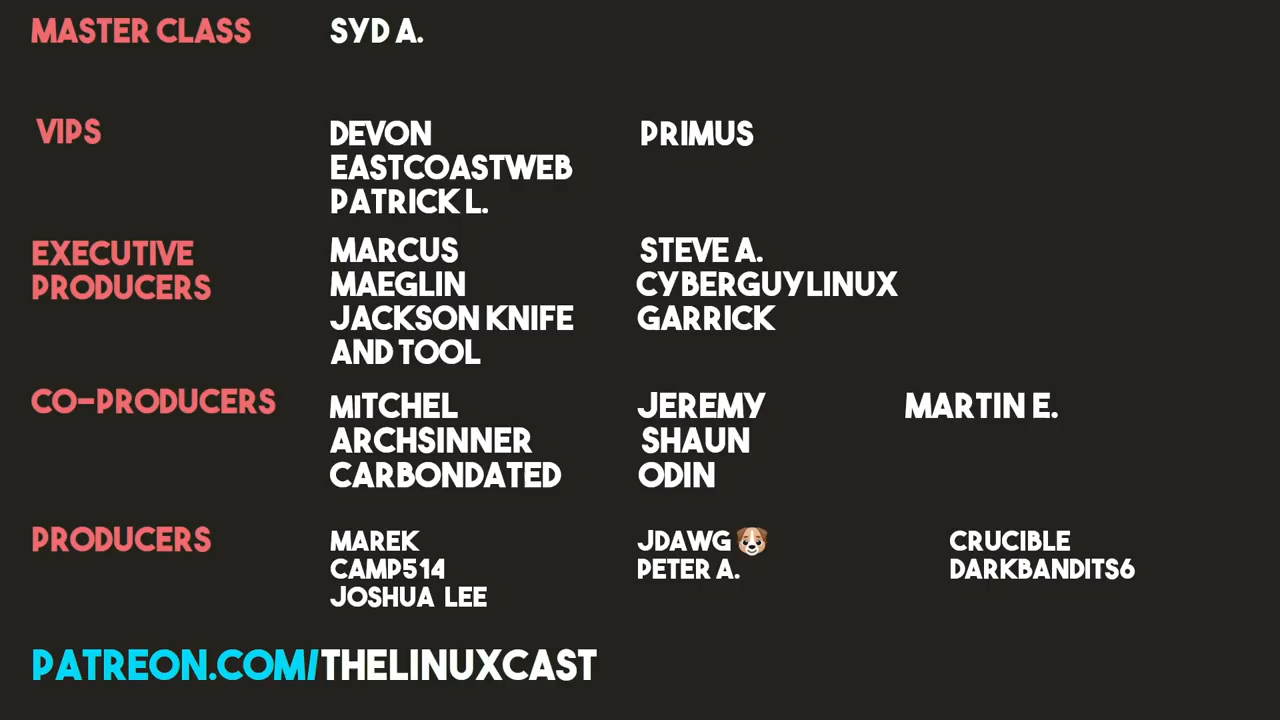 MASTER CLASS SYD A.
VIPS DEVON PRIMUS
EASTCOASTWEB
PATRICK L.
EXECUTIVE MARCUS STEVE A.
PRODUCERS MAEGLIN CYBERGUYLINUX
JACKSON KNIFE GARRICK
AND TOOL
CO-PRODUCERS MITCHEL JEREMY MARTIN E.
ARCHSINNER SHAUN
CARBONDATED ODIN
PRODUCERS MAREK JDAWG 🐶 CRUCIBLE
CAMP514 PETER A. DARKBANDITS6
JOSHUA LEE
PATREON.COM/THELINUXCAST